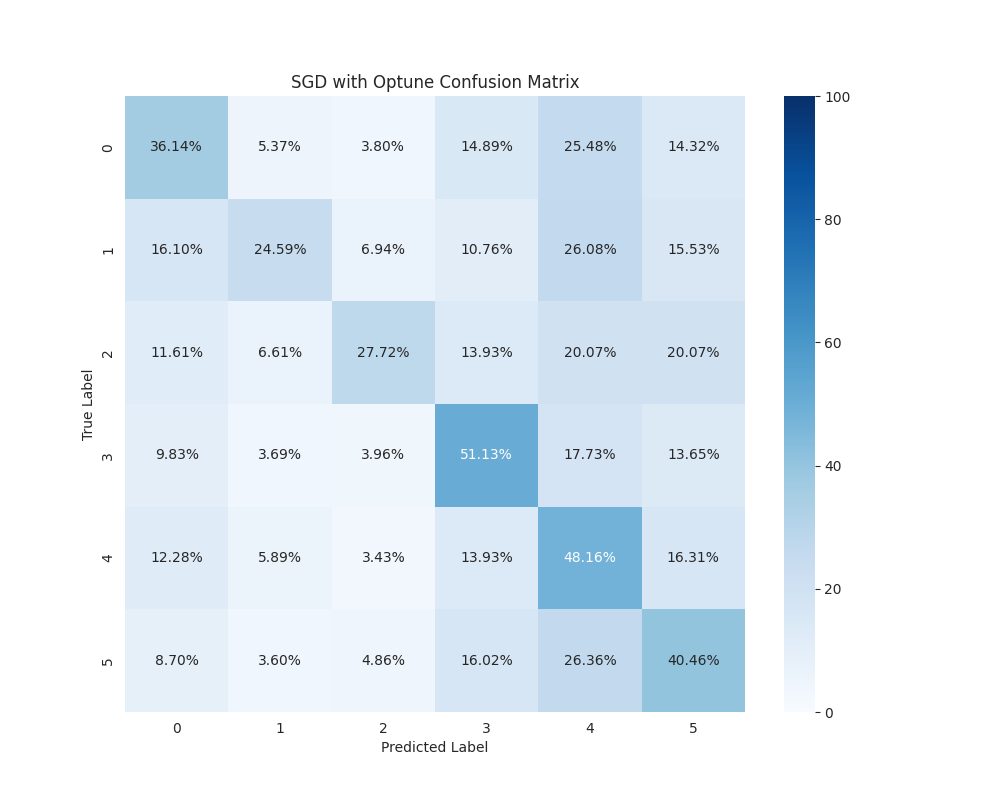 SGD with Optune Confusion Matrix
True Label
0 36.14% 5.37% 3.80% 14.89% 25.48% 14.32%
1 16.10% 24.59% 6.94% 10.76% 26.08% 15.53%
2 11.61% 6.61% 27.72% 13.93% 20.07% 20.07%
3 9.83% 3.69% 3.96% 51.13% 17.73% 13.65%
4 12.28% 5.89% 3.43% 13.93% 48.16% 16.31%
5 8.70% 3.60% 4.86% 16.02% 26.36% 40.46%
0 1 2 3 4 5
Predicted Label
100
80
60
40
20
0